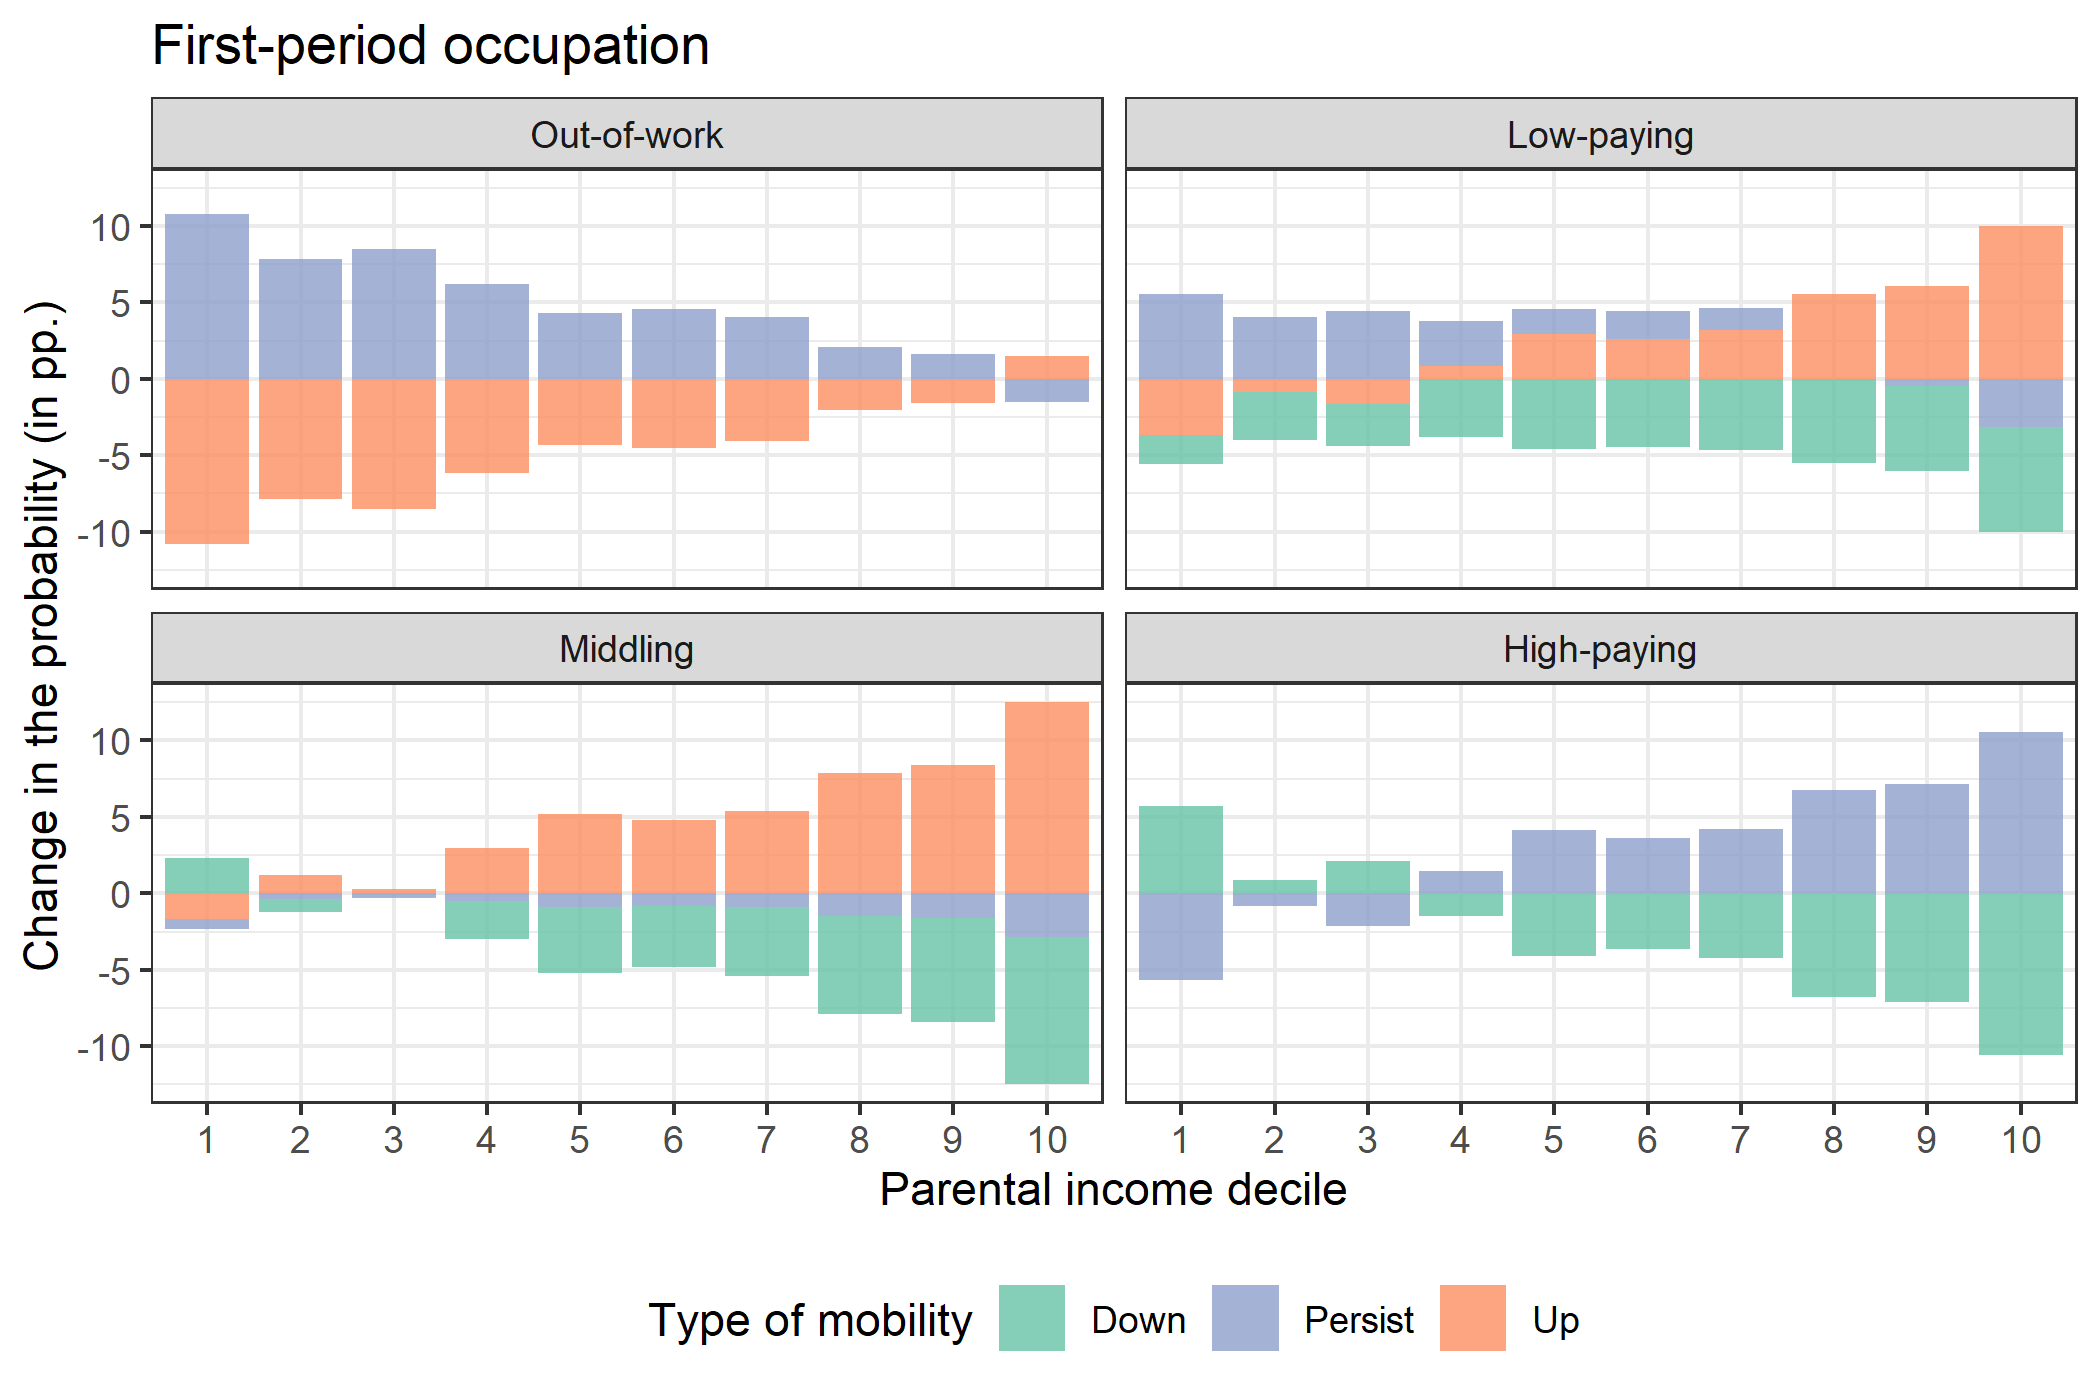 First-period occupation
Out-of-work
Low-paying
10
5
0
-5
-10
Middling
High-paying
10
5
0
-5
-10
Change in the probability (in pp.)
1 2 3 4 5 6 7 8 9 10
1 2 3 4 5 6 7 8 9 10
Parental income decile
Type of mobility Down Persist Up